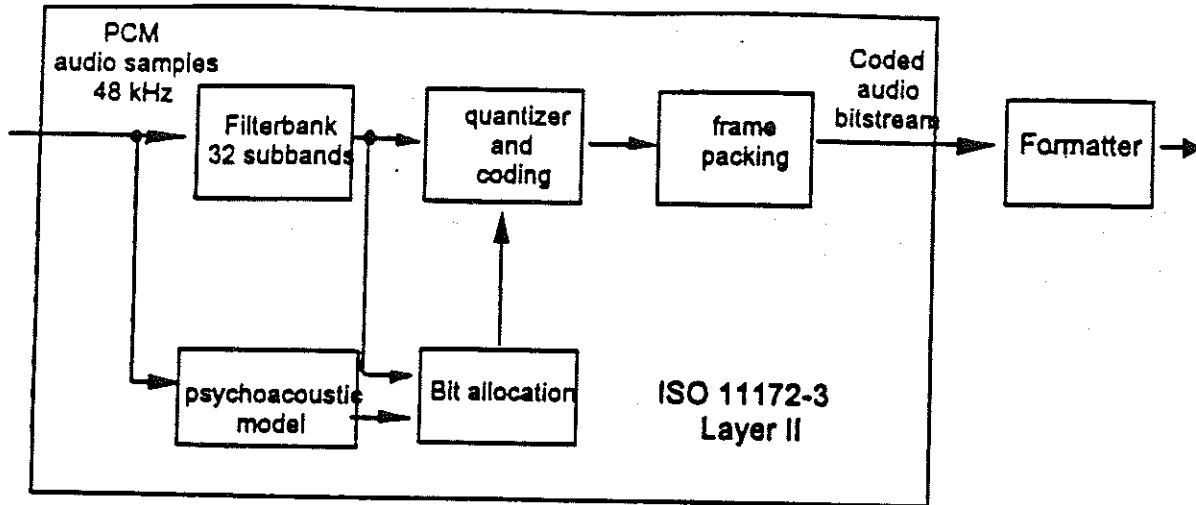 PCM
audio samples
48 kHz
Filterbank
32 subbands
quantizer
and
coding
frame
packing
Coded
audio
bitstream
Formatter
psychoacoustic
model
Bit allocation
ISO 11172-3
Layer II